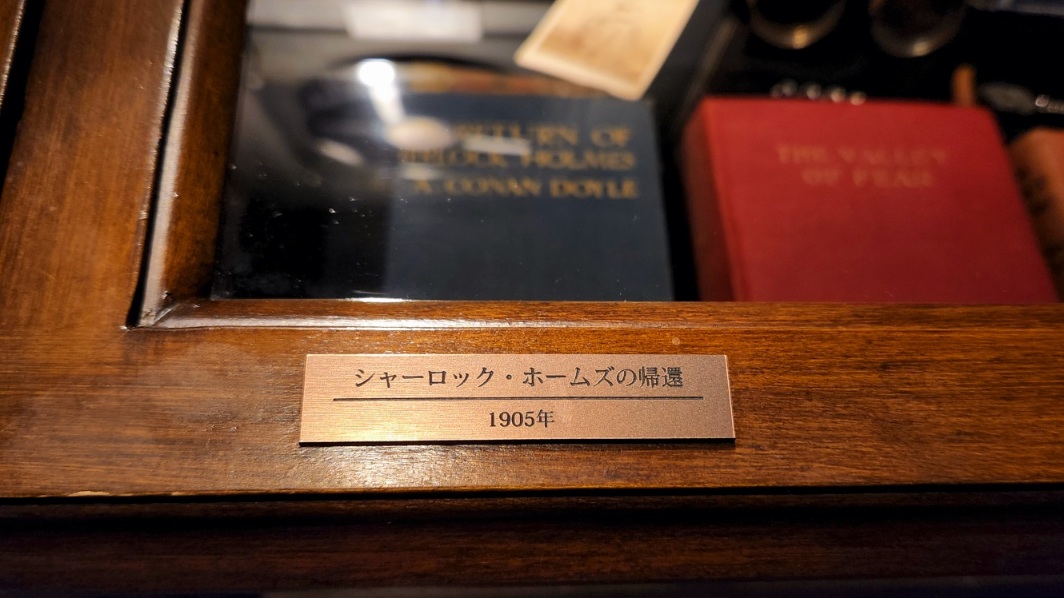 RETURN OF
HOLMES
A. CONAN DOYLE
THE VALLEY
OF FEAR
シャーロック・ホームズの帰還
1905年